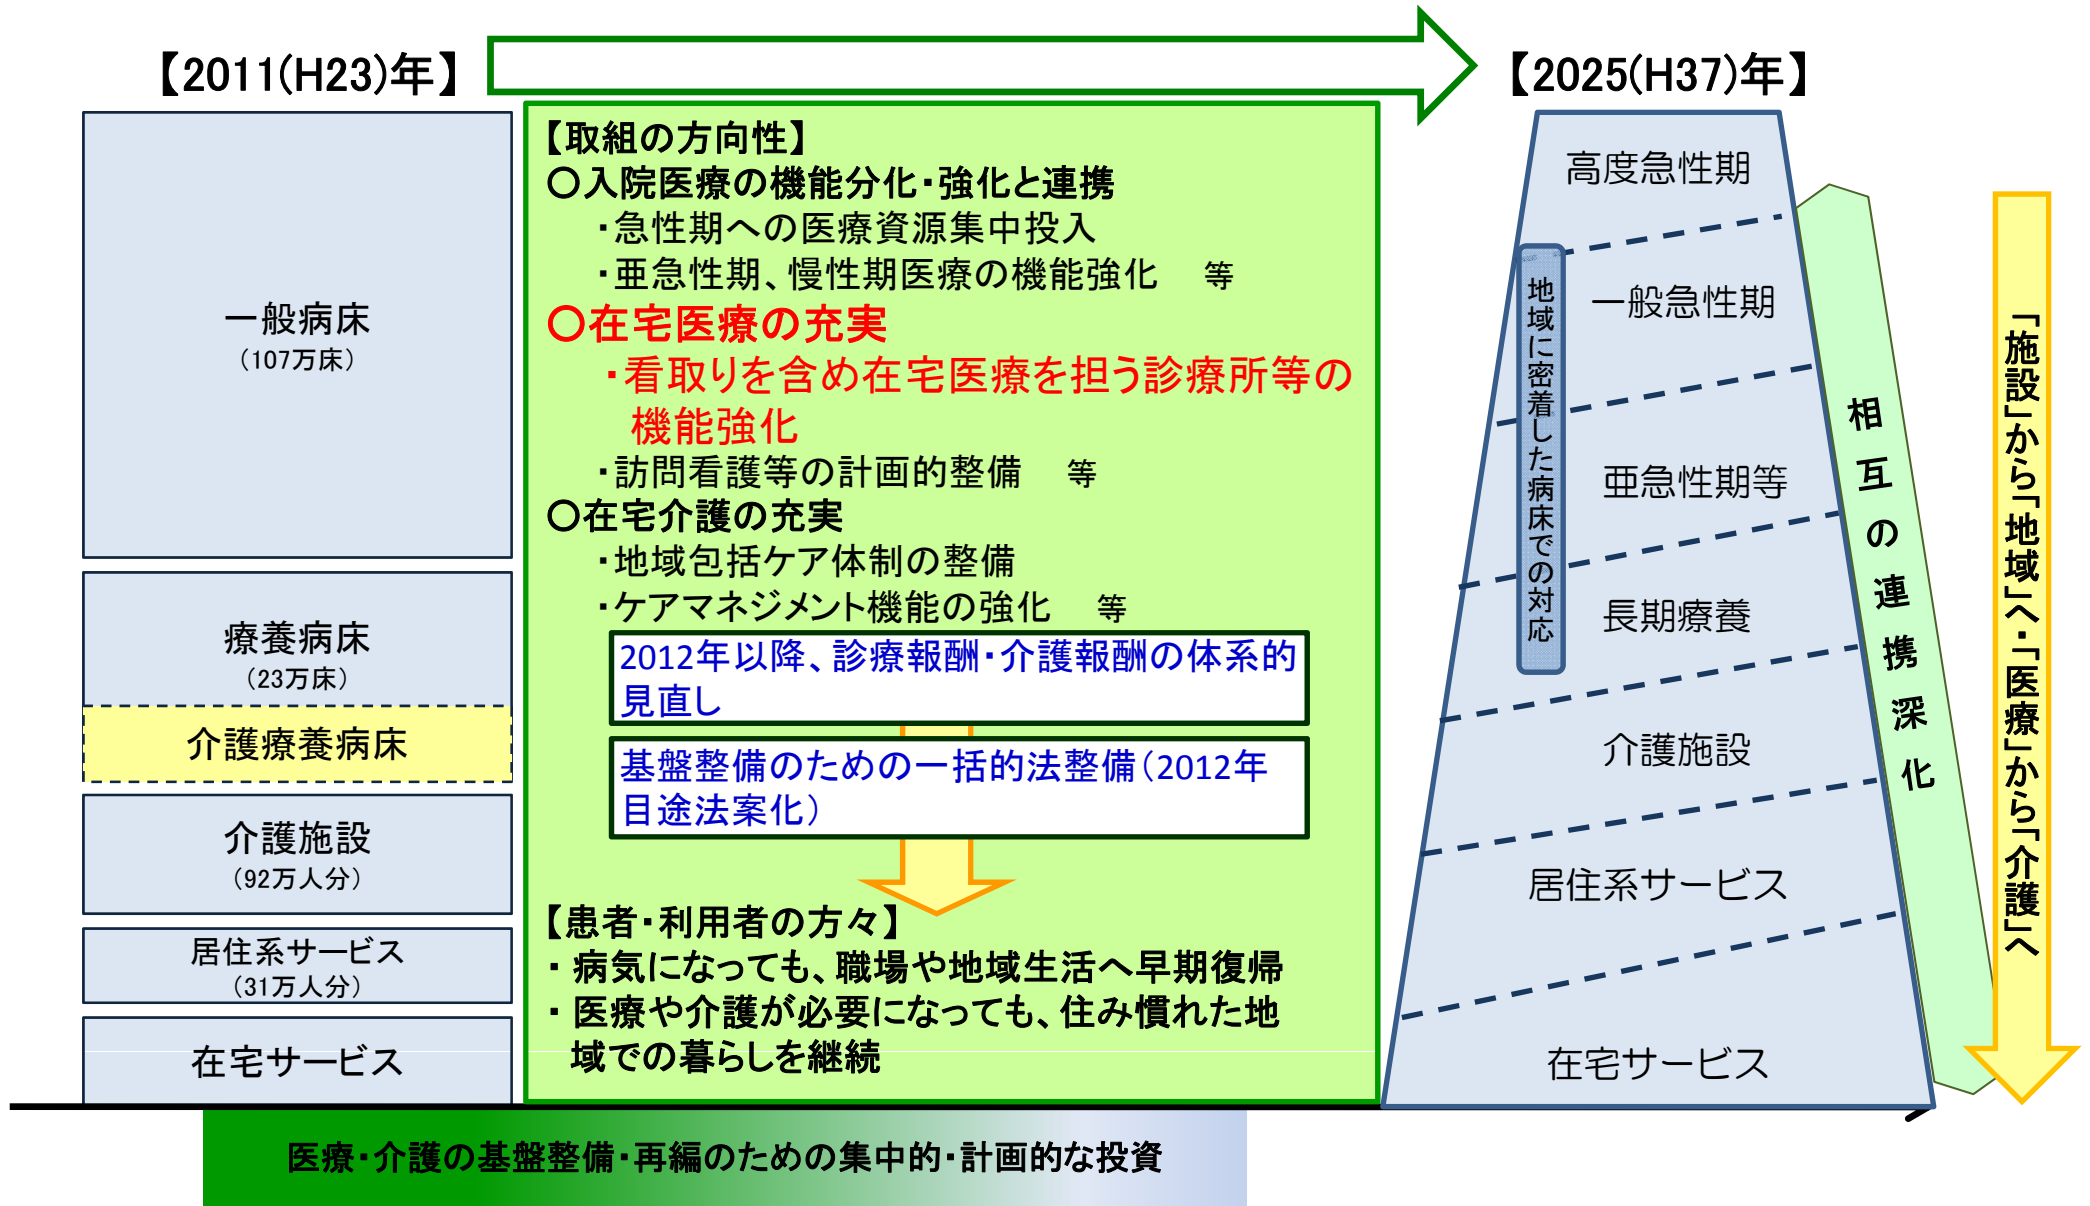 【2011(H23)年】
【2025(H37)年】
一般病床
（107万床）
療養病床
（23万床）
介護療養病床
介護施設
（92万人分）
居住系サービス
（31万人分）
在宅サービス
【取組の方向性】
○入院医療の機能分化・強化と連携
・急性期への医療資源集中投入
・亜急性期、慢性期医療の機能強化　等
○在宅医療の充実
・看取りを含め在宅医療を担う診療所等の
機能強化
・訪問看護等の計画的整備　等
○在宅介護の充実
・地域包括ケア体制の整備
・ケアマネジメント機能の強化　等
2012年以降、診療報酬・介護報酬の体系的
見直し
基盤整備のための一括的法整備（2012年
目途法案化）
【患者・利用者の方々】
・病気になっても、職場や地域生活へ早期復帰
・医療や介護が必要になっても、住み慣れた地
域での暮らしを継続
高度急性期
一般急性期
亜急性期等
長期療養
介護施設
居住系サービス
在宅サービス
地域に密着した病床での対応
相互の連携深化
「施設」から「地域」へ・「医療」から「介護」へ
医療・介護の基盤整備・再編のための集中的・計画的な投資